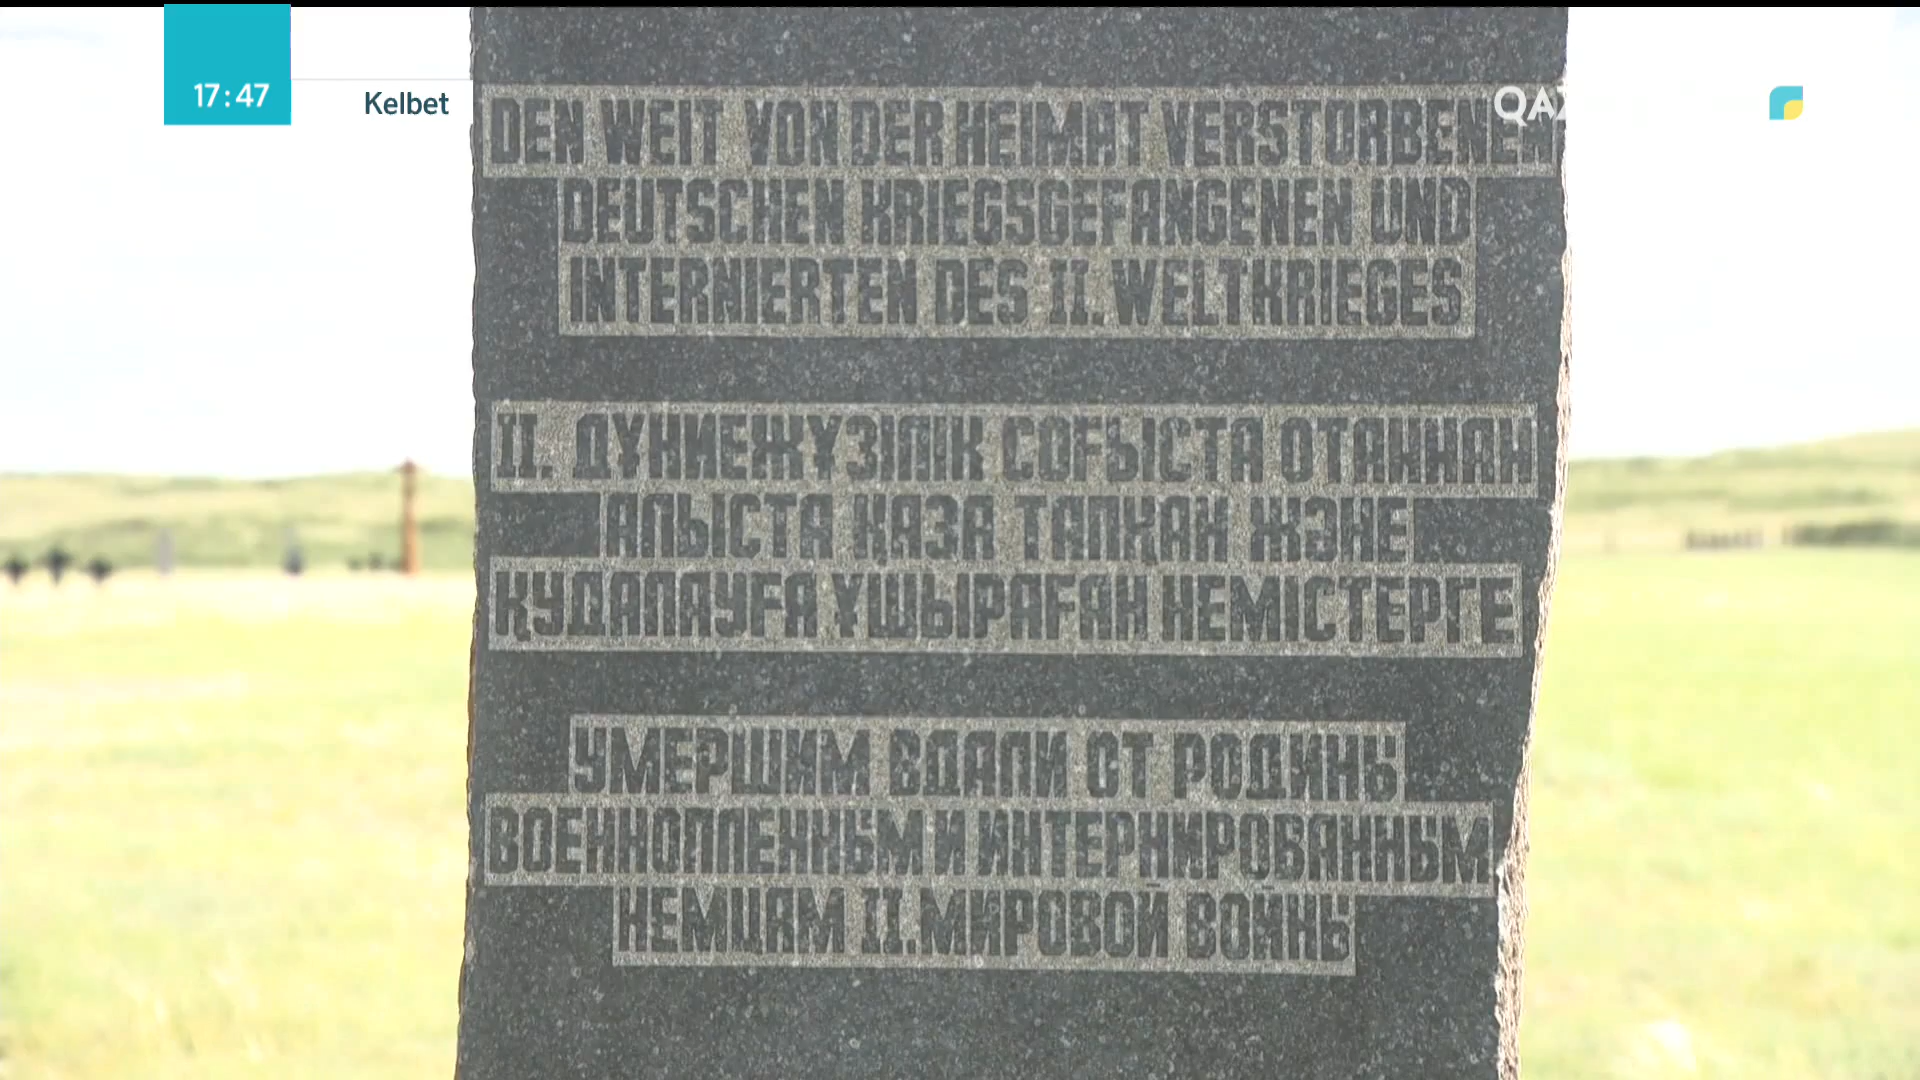 17:47
Kelbet
QAZ
DEN WEIT VON DER HEIMAT VERSTORBENEN
DEUTSCHEN KRIEGSGEFANGENEN UND
INTERNIERTEN DES II. WELTKRIEGES
II. ДҮНИЕЖҮЗІЛІК СОҒЫСТА ОТАННАН
АЛЫСТА ҚАЗА ТАПҚАН ЖӘНЕ
ҚУДАЛАУҒА ҰШЫРАҒАН НЕМІСТЕРГЕ
УМЕРШИМ ВДАЛИ ОТ РОДИНЫ
ВОЕННОПЛЕННЫМ И ИНТЕРНИРОВАННЫМ
НЕМЦАМ II. МИРОВОЙ ВОЙНЫ